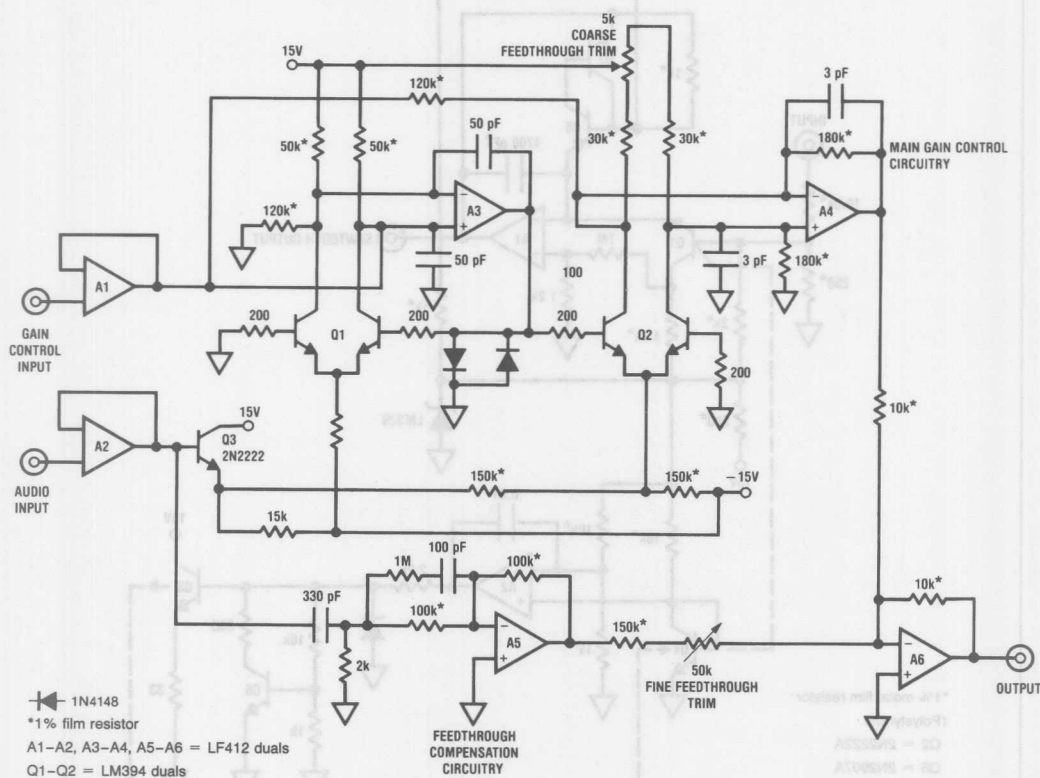 5k
COARSE
FEEDTHROUGH TRIM
15V
120k*
3 pF
50k*
50k*
50 pF
30k*
30k*
180k*
MAIN GAIN CONTROL
CIRCUITRY
A3
A4
120k*
50 pF
100
3 pF
180k*
A1
GAIN
CONTROL
INPUT
200
Q1
200
200
Q2
200
10k*
A2
15V
Q3
2N2222
AUDIO
INPUT
150k*
150k*
−15V
15k
1M
100 pF
100k*
330 pF
100k*
A5
2k
150k*
50k
FINE FEEDTHROUGH
TRIM
10k*
A6
OUTPUT
FEEDTHROUGH
COMPENSATION
CIRCUITRY
1N4148
*1% film resistor
A1–A2, A3–A4, A5–A6 = LF412 duals
Q1–Q2 = LM394 duals